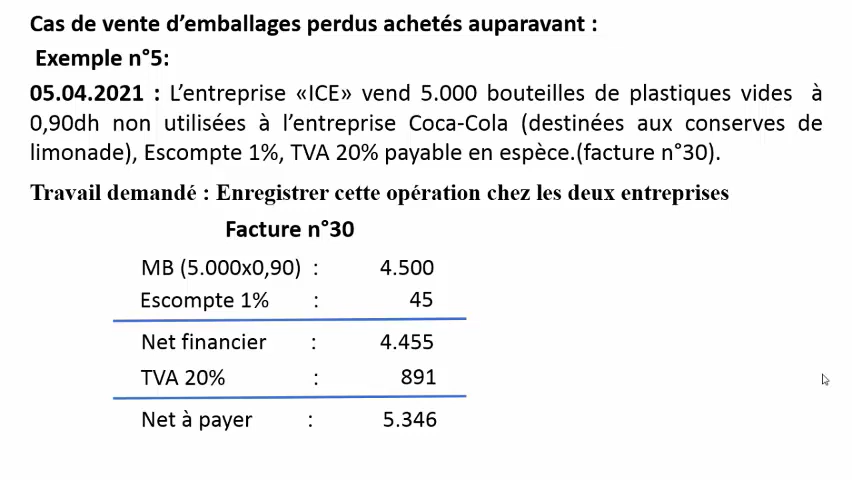 Cas de vente d’emballages perdus achetés auparavant :
Exemple n°5:
05.04.2021 : L’entreprise «ICE» vend 5.000 bouteilles de plastiques vides à
0,90dh non utilisées à l’entreprise Coca-Cola (destinées aux conserves de
limonade), Escompte 1%, TVA 20% payable en espèce.(facture n°30).
Travail demandé : Enregistrer cette opération chez les deux entreprises
Facture n°30
MB (5.000x0,90) : 4.500
Escompte 1% : 45
Net financier : 4.455
TVA 20% : 891
Net à payer : 5.346